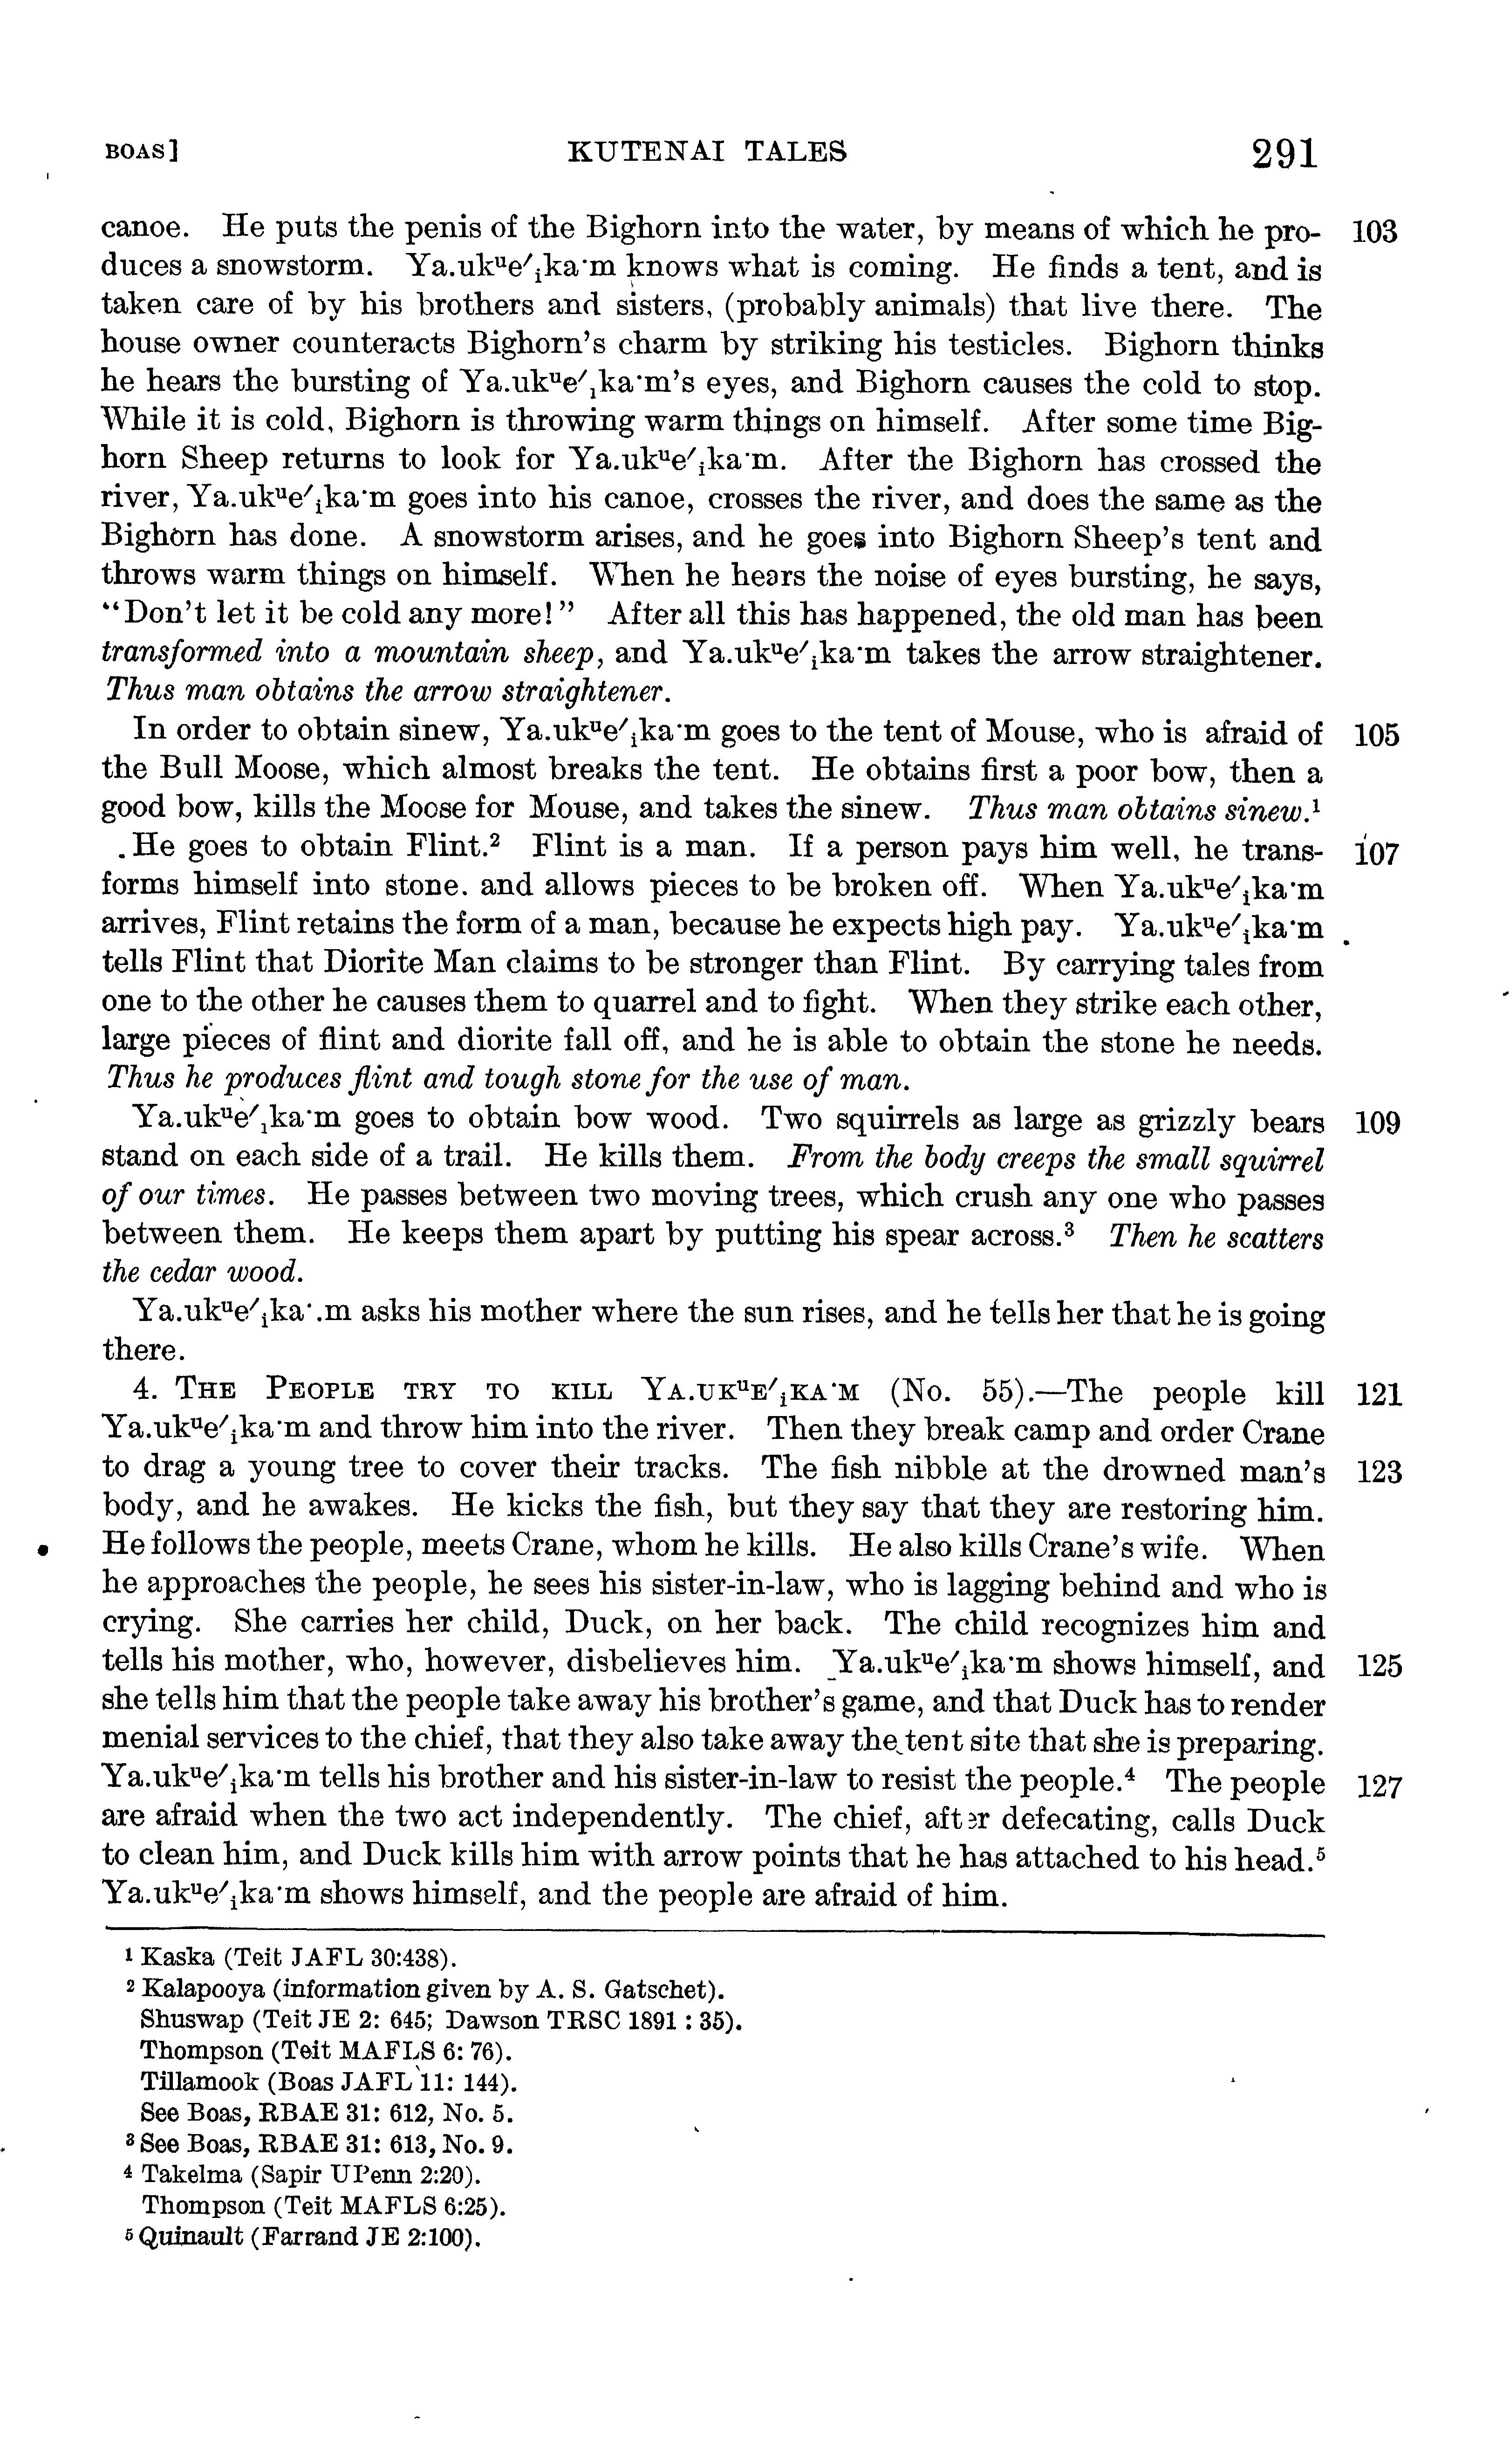 BOAS] KUTENAI TALES 291
canoe. He puts the penis of the Bighorn into the water, by means of which he pro- 103
duces a snowstorm. Ya.ukᵘe′ᵢka·m knows what is coming. He finds a tent, and is
taken care of by his brothers and sisters, (probably animals) that live there. The
house owner counteracts Bighorn's charm by striking his testicles. Bighorn thinks
he hears the bursting of Ya.ukᵘe′ᵢka·m's eyes, and Bighorn causes the cold to stop.
While it is cold, Bighorn is throwing warm things on himself. After some time Big-
horn Sheep returns to look for Ya.ukᵘe′ᵢka·m. After the Bighorn has crossed the
river, Ya.ukᵘe′ᵢka·m goes into his canoe, crosses the river, and does the same as the
Bighorn has done. A snowstorm arises, and he goes into Bighorn Sheep's tent and
throws warm things on himself. When he hears the noise of eyes bursting, he says,
"Don't let it be cold any more!" After all this has happened, the old man has been
transformed into a mountain sheep, and Ya.ukᵘe′ᵢka·m takes the arrow straightener.
Thus man obtains the arrow straightener.
In order to obtain sinew, Ya.ukᵘe′ᵢka·m goes to the tent of Mouse, who is afraid of 105
the Bull Moose, which almost breaks the tent. He obtains first a poor bow, then a
good bow, kills the Moose for Mouse, and takes the sinew. Thus man obtains sinew.¹
He goes to obtain Flint.² Flint is a man. If a person pays him well, he trans- 107
forms himself into stone. and allows pieces to be broken off. When Ya.ukᵘe′ᵢka·m
arrives, Flint retains the form of a man, because he expects high pay. Ya.ukᵘe′ᵢka·m
tells Flint that Diorite Man claims to be stronger than Flint. By carrying tales from
one to the other he causes them to quarrel and to fight. When they strike each other,
large pieces of flint and diorite fall off, and he is able to obtain the stone he needs.
Thus he produces flint and tough stone for the use of man.
Ya.ukᵘe′ᵢka·m goes to obtain bow wood. Two squirrels as large as grizzly bears 109
stand on each side of a trail. He kills them. From the body creeps the small squirrel
of our times. He passes between two moving trees, which crush any one who passes
between them. He keeps them apart by putting his spear across.³ Then he scatters
the cedar wood.
Ya.ukᵘe′ᵢka·.m asks his mother where the sun rises, and he tells her that he is going
there.
4. THE PEOPLE TRY TO KILL YA.UKᵘE′ᵢKA·M (No. 55).—The people kill 121
Ya.ukᵘe′ᵢka·m and throw him into the river. Then they break camp and order Crane
to drag a young tree to cover their tracks. The fish nibble at the drowned man's 123
body, and he awakes. He kicks the fish, but they say that they are restoring him.
He follows the people, meets Crane, whom he kills. He also kills Crane's wife. When
he approaches the people, he sees his sister-in-law, who is lagging behind and who is
crying. She carries her child, Duck, on her back. The child recognizes him and
tells his mother, who, however, disbelieves him. Ya.ukᵘe′ᵢka·m shows himself, and 125
she tells him that the people take away his brother's game, and that Duck has to render
menial services to the chief, that they also take away the tent site that she is preparing.
Ya.ukᵘe′ᵢka·m tells his brother and his sister-in-law to resist the people.⁴ The people 127
are afraid when the two act independently. The chief, after defecating, calls Duck
to clean him, and Duck kills him with arrow points that he has attached to his head.⁵
Ya.ukᵘe′ᵢka·m shows himself, and the people are afraid of him.
¹ Kaska (Teit JAFL 30:438).
² Kalapooya (information given by A. S. Gatschet).
Shuswap (Teit JE 2: 645; Dawson TRSC 1891 : 35).
Thompson (Teit MAFLS 6: 76).
Tillamook (Boas JAFL 11: 144).
See Boas, RBAE 31: 612, No. 5.
³ See Boas, RBAE 31: 613, No. 9.
⁴ Takelma (Sapir UPenn 2:20).
Thompson (Teit MAFLS 6:25).
⁵ Quinault (Farrand JE 2:100).